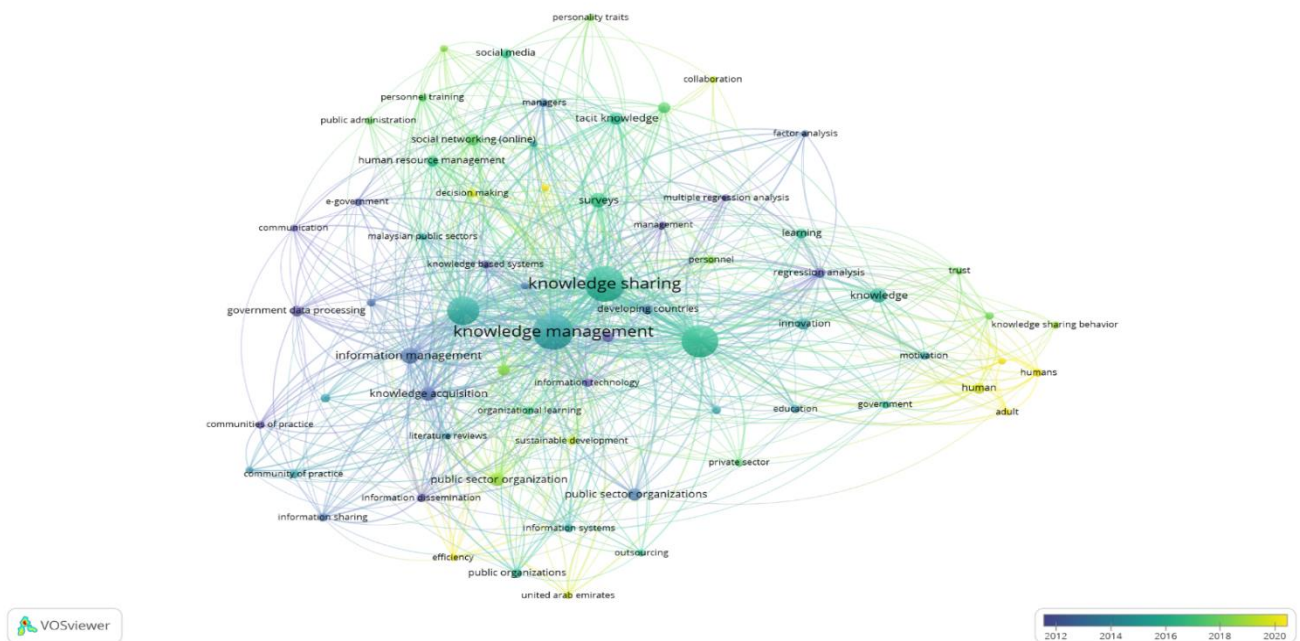 personality traits
social media
collaboration
personnel training
managers
public administration
tacit knowledge
factor analysis
social networking (online)
human resource management
decision making
multiple regression analysis
e-government
surveys
communication
management
learning
malaysian public sectors
knowledge based systems
personnel
regression analysis
trust
knowledge sharing
knowledge
government data processing
developing countries
innovation
knowledge sharing behavior
knowledge management
information management
motivation
humans
information technology
human
knowledge acquisition
organizational learning
education
government
adult
communities of practice
literature reviews
sustainable development
private sector
community of practice
public sector organization
public sector organizations
information dissemination
information sharing
information systems
efficiency
outsourcing
public organizations
united arab emirates
VOSviewer
2012 2014 2016 2018 2020